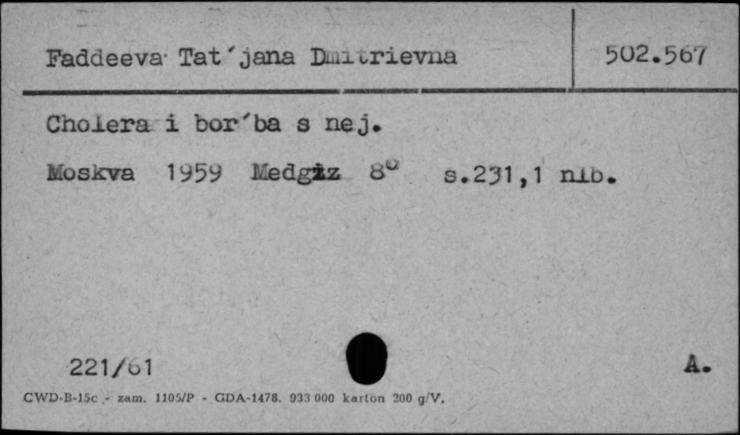 Faddeeva Tat´jana Dmitrievna 502.567
Cholera i bor´ba s nej.
Moskva 1959 Medgiz 8° s.231,1 nlb.
221/61 A.
CWD-B-15c - zam. 1105/P - GDA-1478. 933 000 karton 200 g/V.